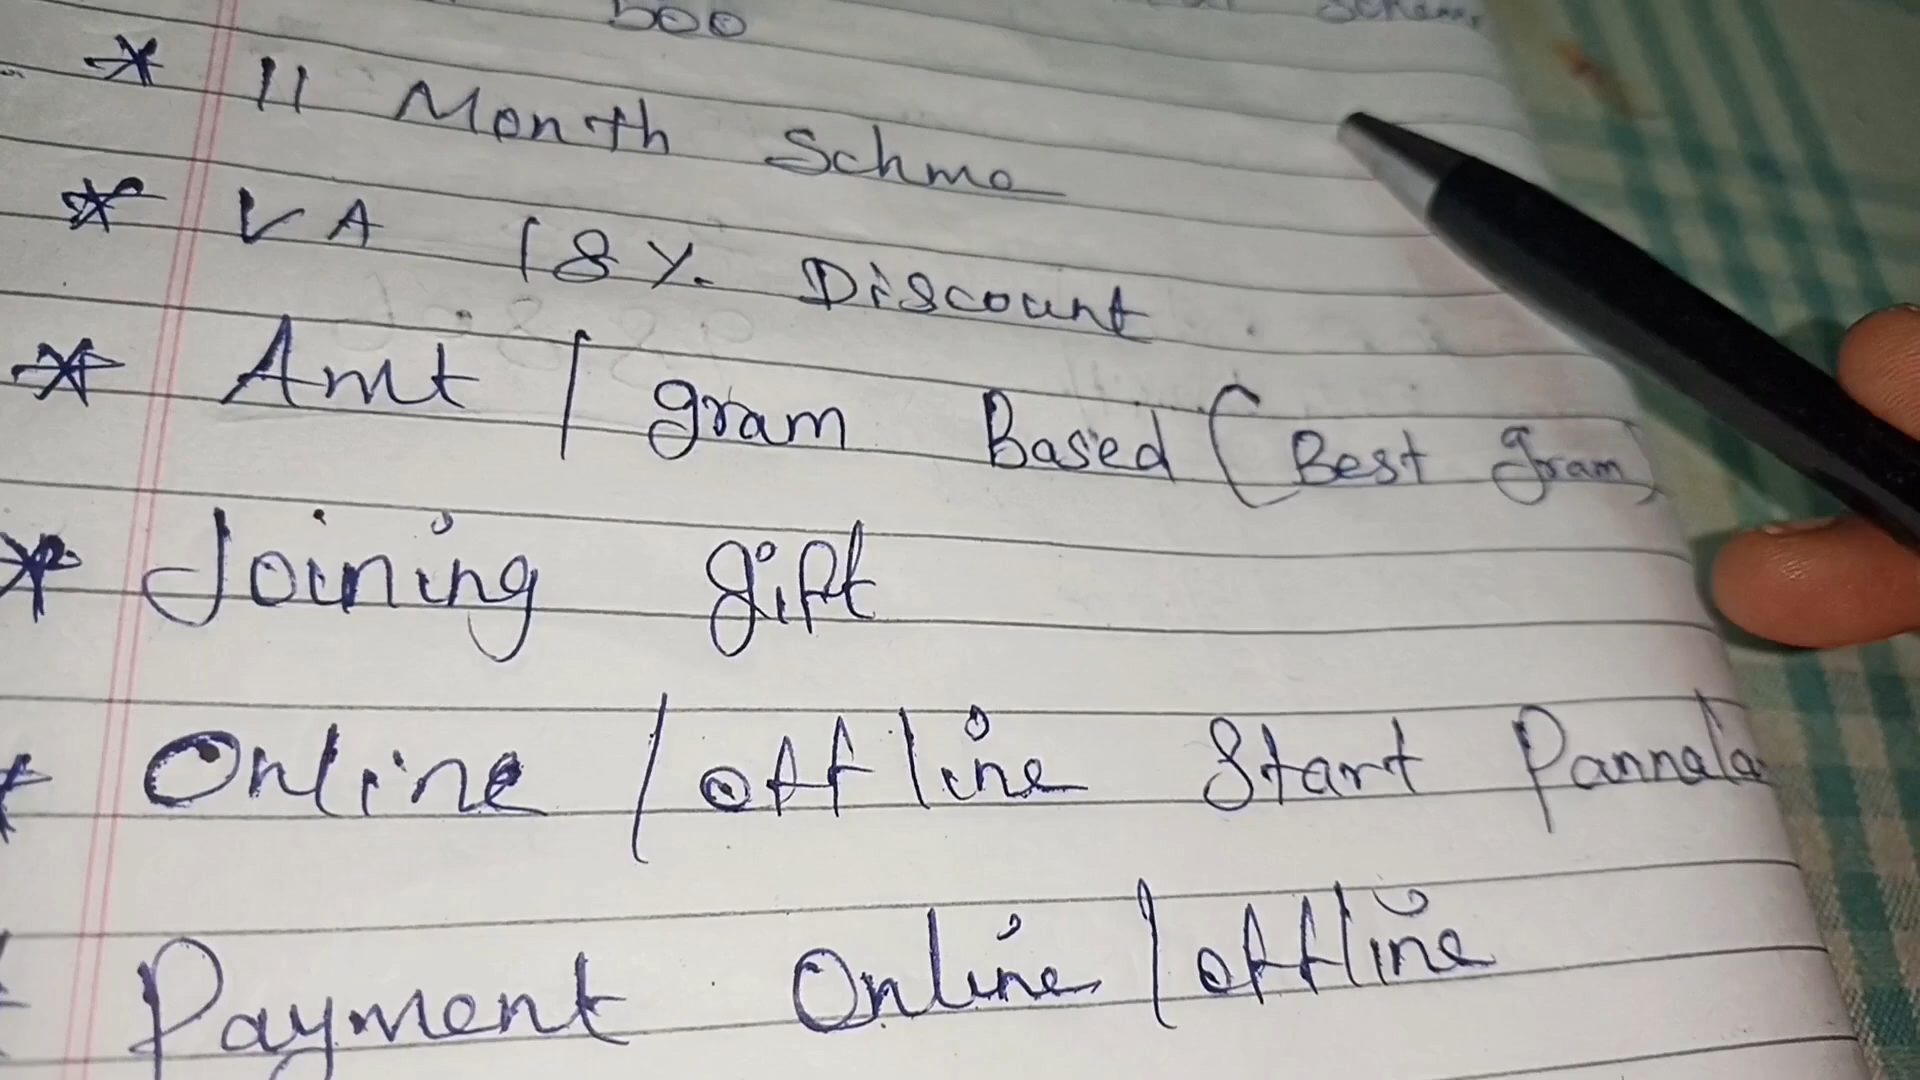 500
* 11 Month Schme
* VA 18%. Discount
* Amt / gram Based (Best gram)
* Joining gift
* Online / offline Start Pannala
* Payment Online / offline